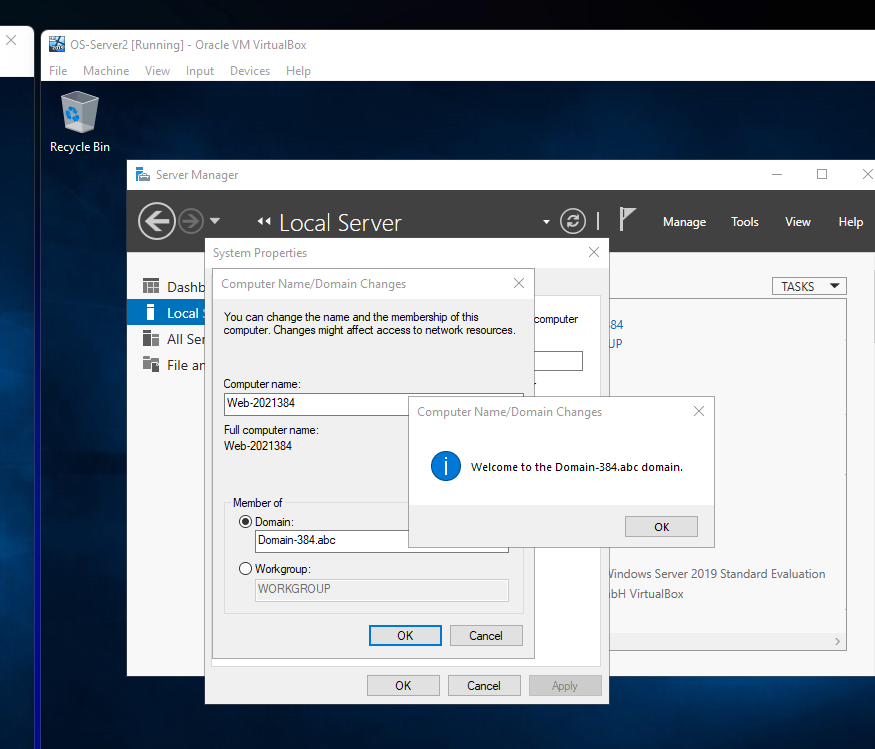 OS-Server2 [Running] - Oracle VM VirtualBox
File Machine View Input Devices Help
Recycle Bin
Server Manager
Local Server
Manage Tools View Help
System Properties
Computer Name/Domain Changes
Dashb
TASKS
Local S
You can change the name and the membership of this
computer. Changes might affect access to network resources.
computer
84
All Ser
UP
File an
Computer name:
Web-2021384
Computer Name/Domain Changes
Full computer name:
Web-2021384
Welcome to the Domain-384.abc domain.
Member of
Domain:
OK
Domain-384.abc
Workgroup:
WORKGROUP
Windows Server 2019 Standard Evaluation
bH VirtualBox
OK Cancel
OK Cancel Apply